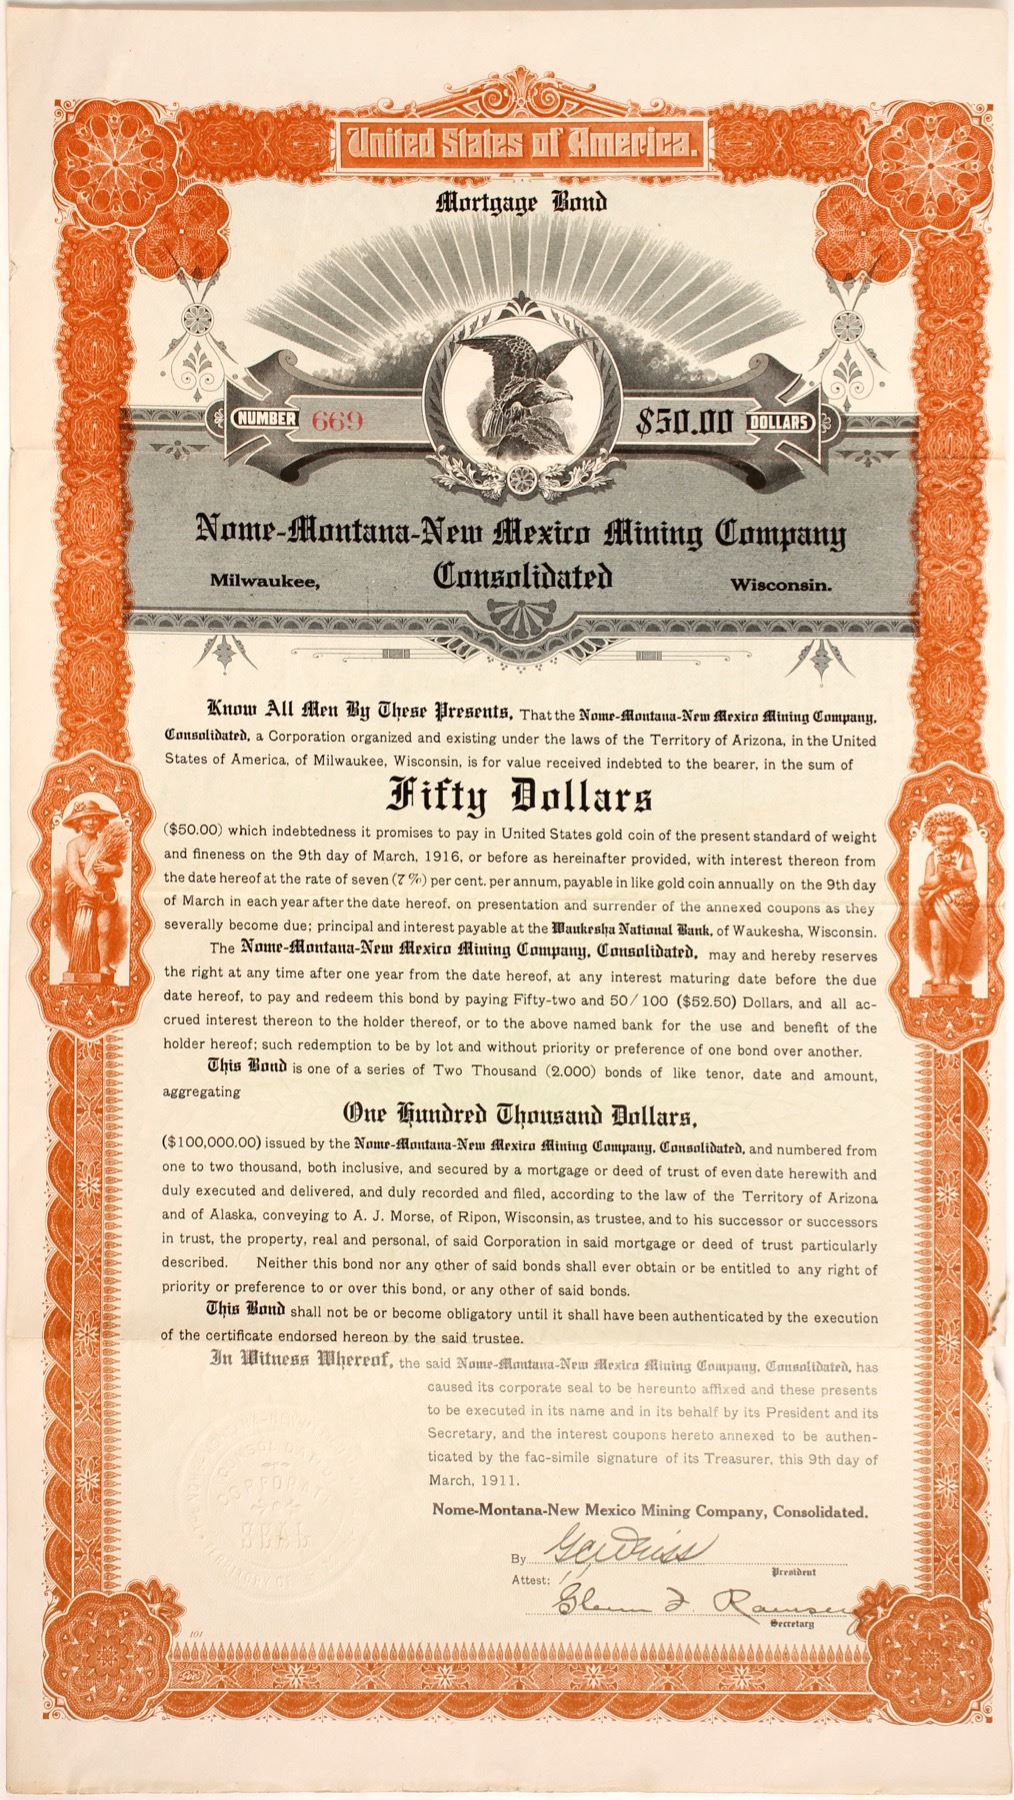 United States of America.
Mortgage Bond
NUMBER 669 $50.00 DOLLARS
Nome-Montana-New Mexico Mining Company
Milwaukee, Consolidated Wisconsin.
Know All Men By These Presents, That the Nome-Montana-New Mexico Mining Company,
Consolidated, a Corporation organized and existing under the laws of the Territory of Arizona, in the United
States of America, of Milwaukee, Wisconsin, is for value received indebted to the bearer, in the sum of
Fifty Dollars
($50.00) which indebtedness it promises to pay in United States gold coin of the present standard of weight
and fineness on the 9th day of March, 1916, or before as hereinafter provided, with interest thereon from
the date hereof at the rate of seven (7%) per cent. per annum, payable in like gold coin annually on the 9th day
of March in each year after the date hereof, on presentation and surrender of the annexed coupons as they
severally become due; principal and interest payable at the Waukesha National Bank, of Waukesha, Wisconsin.
The Nome-Montana-New Mexico Mining Company, Consolidated, may and hereby reserves
the right at any time after one year from the date hereof, at any interest maturing date before the due
date hereof, to pay and redeem this bond by paying Fifty-two and 50/100 ($52.50) Dollars, and all ac-
crued interest thereon to the holder thereof, or to the above named bank for the use and benefit of the
holder hereof; such redemption to be by lot and without priority or preference of one bond over another.
This Bond is one of a series of Two Thousand (2.000) bonds of like tenor, date and amount,
aggregating
One Hundred Thousand Dollars,
($100,000.00) issued by the Nome-Montana-New Mexico Mining Company, Consolidated, and numbered from
one to two thousand, both inclusive, and secured by a mortgage or deed of trust of even date herewith and
duly executed and delivered, and duly recorded and filed, according to the law of the Territory of Arizona
and of Alaska, conveying to A. J. Morse, of Ripon, Wisconsin, as trustee, and to his successor or successors
in trust, the property, real and personal, of said Corporation in said mortgage or deed of trust particularly
described. Neither this bond nor any other of said bonds shall ever obtain or be entitled to any right of
priority or preference to or over this bond, or any other of said bonds.
This Bond shall not be or become obligatory until it shall have been authenticated by the execution
of the certificate endorsed hereon by the said trustee.
In Witness Whereof, the said Nome-Montana-New Mexico Mining Company, Consolidated, has
caused its corporate seal to be hereunto affixed and these presents
to be executed in its name and in its behalf by its President and its
Secretary, and the interest coupons hereto annexed to be authen-
ticated by the fac-simile signature of its Treasurer, this 9th day of
March, 1911.
Nome-Montana-New Mexico Mining Company, Consolidated.
By
President
Attest:
Glenn F. Ramsey
Secretary
CORPORATE
SEAL
101